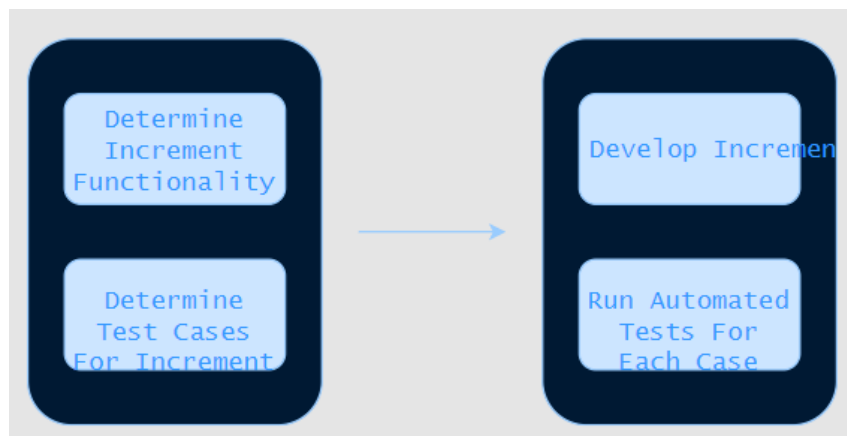 Determine
Increment
Functionality
Determine
Test Cases
For Increment
Develop Incremen
Run Automated
Tests For
Each Case